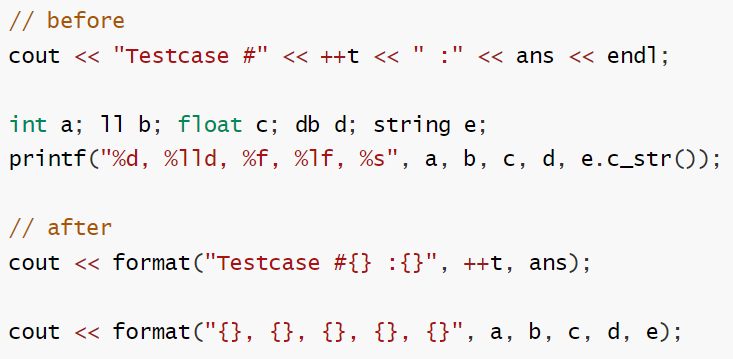 // before
cout << "Testcase #" << ++t << " :" << ans << endl;
int a; ll b; float c; db d; string e;
printf("%d, %lld, %f, %lf, %s", a, b, c, d, e.c_str());
// after
cout << format("Testcase #{} :{}", ++t, ans);
cout << format("{}, {}, {}, {}, {}", a, b, c, d, e);